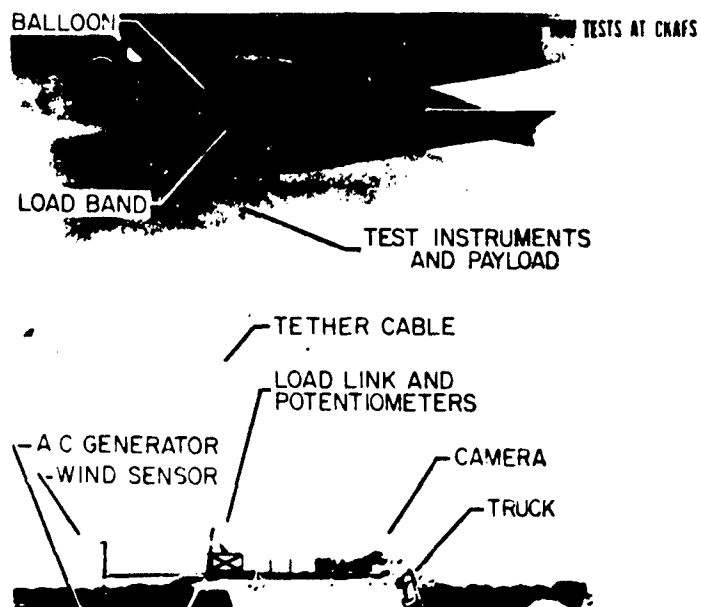 BALLOON
TESTS AT CKAFS
LOAD BAND
TEST INSTRUMENTS
AND PAYLOAD
TETHER CABLE
LOAD LINK AND
POTENTIOMETERS
A C GENERATOR
WIND SENSOR
CAMERA
TRUCK